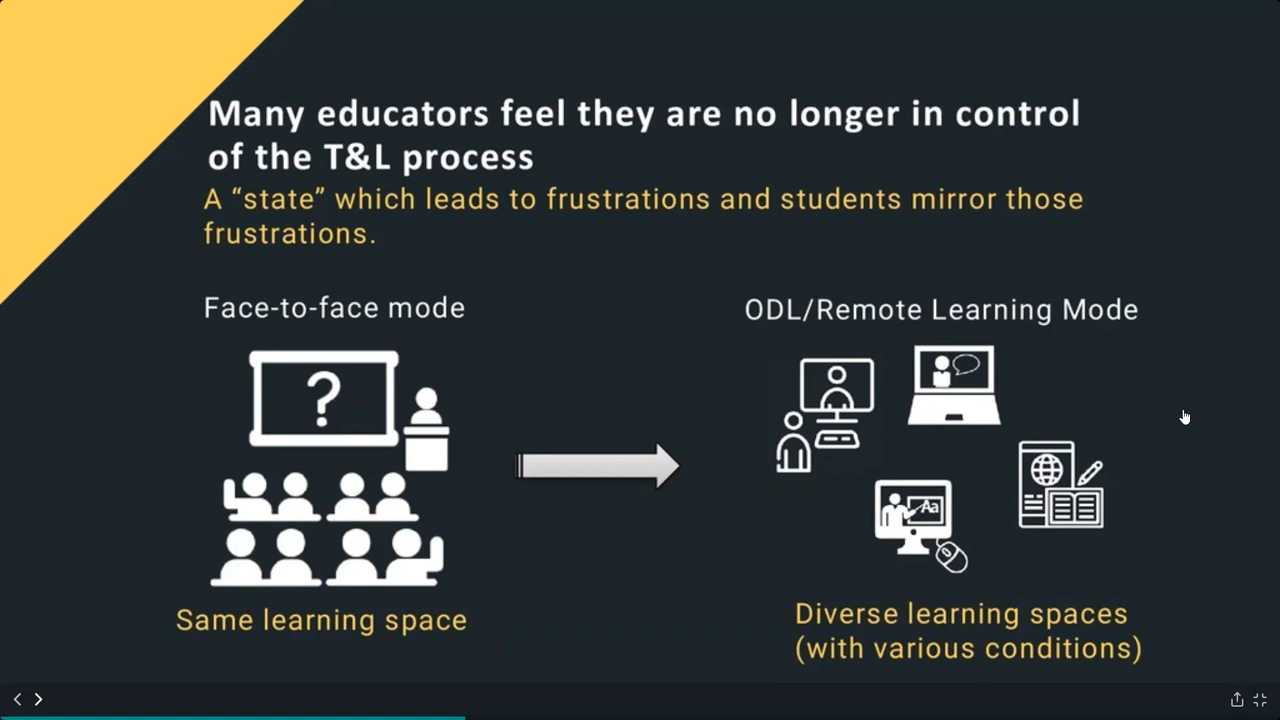 Many educators feel they are no longer in control
of the T&L process
A “state” which leads to frustrations and students mirror those
frustrations.
Face-to-face mode
ODL/Remote Learning Mode
?
Aa
Same learning space
Diverse learning spaces
(with various conditions)